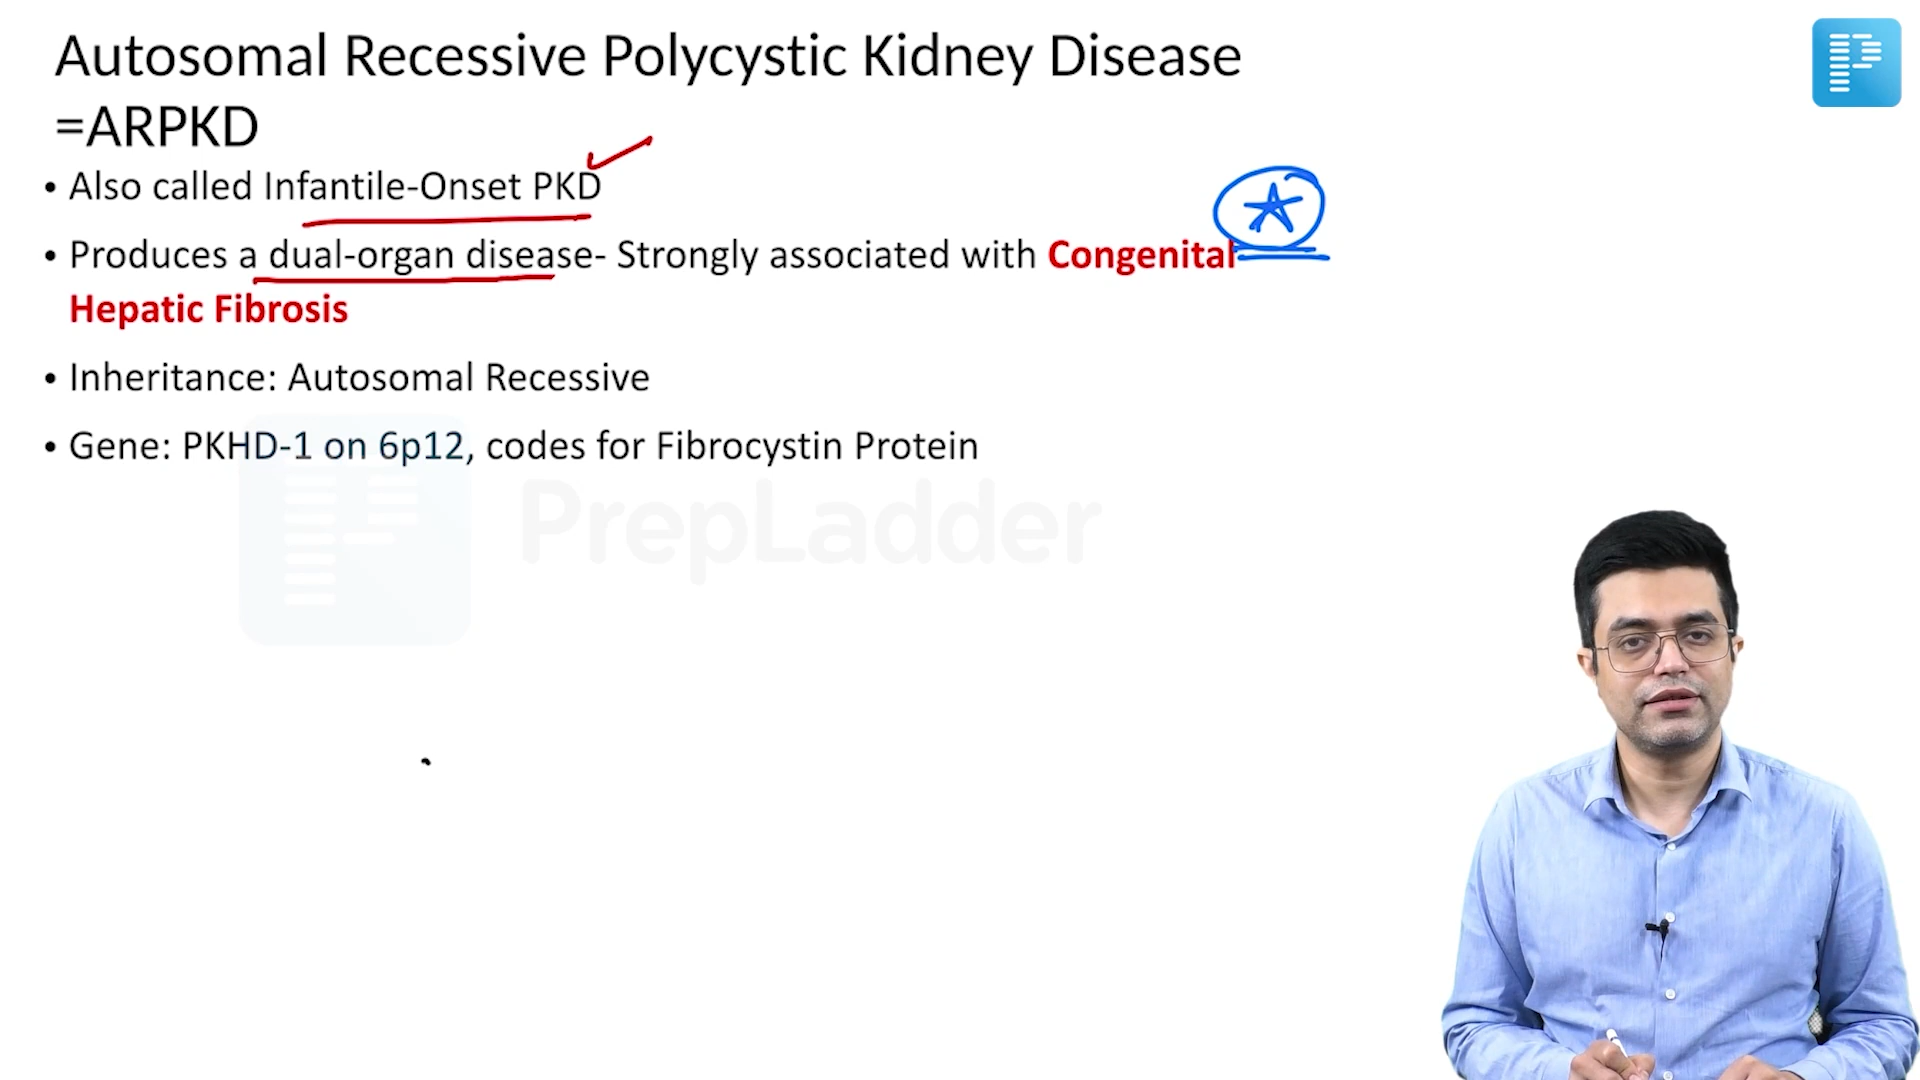 Autosomal Recessive Polycystic Kidney Disease
=ARPKD
• Also called Infantile-Onset PKD
• Produces a dual-organ disease- Strongly associated with Congenital
Hepatic Fibrosis
• Inheritance: Autosomal Recessive
• Gene: PKHD-1 on 6p12, codes for Fibrocystin Protein
PrepLadder